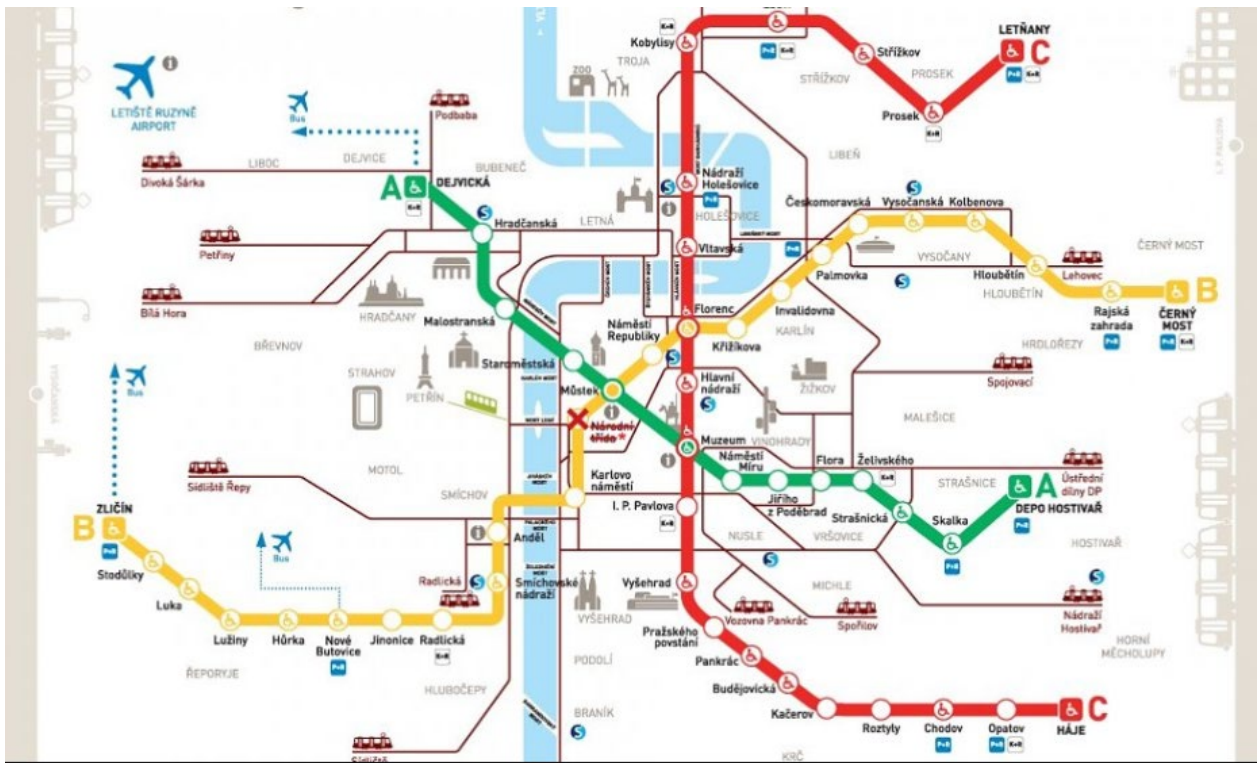 Kobylisy
K+R
TROJA
ZOO
P+R K+R
Střížkov
STŘÍŽKOV
PROSEK
LETŇANY
C
P+R K+R
Prosek
K+R
LETIŠTĚ RUZYNĚ
AIRPORT
Bus
Podbaba
LIBOC
DEJVICE
BUBENEČ
Divoká Šárka
A
DEJVICKÁ
K+R
S
Hradčanská
LETNÁ
S
Nádraží
Holešovice
P+R
HOLEŠOVICE
LIBEŇ
Českomoravská
S
Vysočanská
Kolbenova
I. P. PAVLOVA
Petřiny
Vltavská
P+R
Palmovka
VYSOČANY
S
Hloubětín
HLOUBĚTÍN
Lehovec
ČERNÝ MOST
B
Bílá Hora
HRADČANY
Malostranská
Florenc
Invalidovna
KARLÍN
Křižíkova
Rajská
zahrada
P+R
ČERNÝ
MOST
P+R K+R
HRDLOŘEZY
BŘEVNOV
Náměstí
Republiky
S
Staroměstská
STRAHOV
PETŘÍN
Můstek
Hlavní
nádraží
S
ŽIŽKOV
Spojovací
MALEŠICE
Bus
MOST LEGIÍ
Národní
třída*
Muzeum
VINOHRADY
Náměstí
Míru
Flora
Želivského
K+R
STRAŠNICE
Ústřední
dílny DP
MOTOL
Sídliště Řepy
SMÍCHOV
Karlovo
náměstí
I. P. Pavlova
K+R
Jiřího
z Poděbrad
Strašnická
Skalka
P+R
A
DEPO HOSTIVAŘ
P+R
HOSTIVAŘ
ZLIČÍN
B
P+R
Stodůlky
Luka
Bus
Anděl
Radlická
S
Smíchovské
nádraží
NUSLE
VRŠOVICE
S
MICHLE
Vyšehrad
VYŠEHRAD
Vozovna Pankrác
Spořilov
S
Nádraží
Hostivař
Lužiny
Hůrka
Nové
Butovice
P+R
Jinonice
Radlická
K+R
Pražského
povstání
HORNÍ
MĚCHOLUPY
ŘEPORYJE
HLUBOČEPY
PODOLÍ
Pankrác
Budějovická
BRANÍK
S
Kačerov
Roztyly
Chodov
P+R
Opatov
P+R K+R
HÁJE
C
KRČ